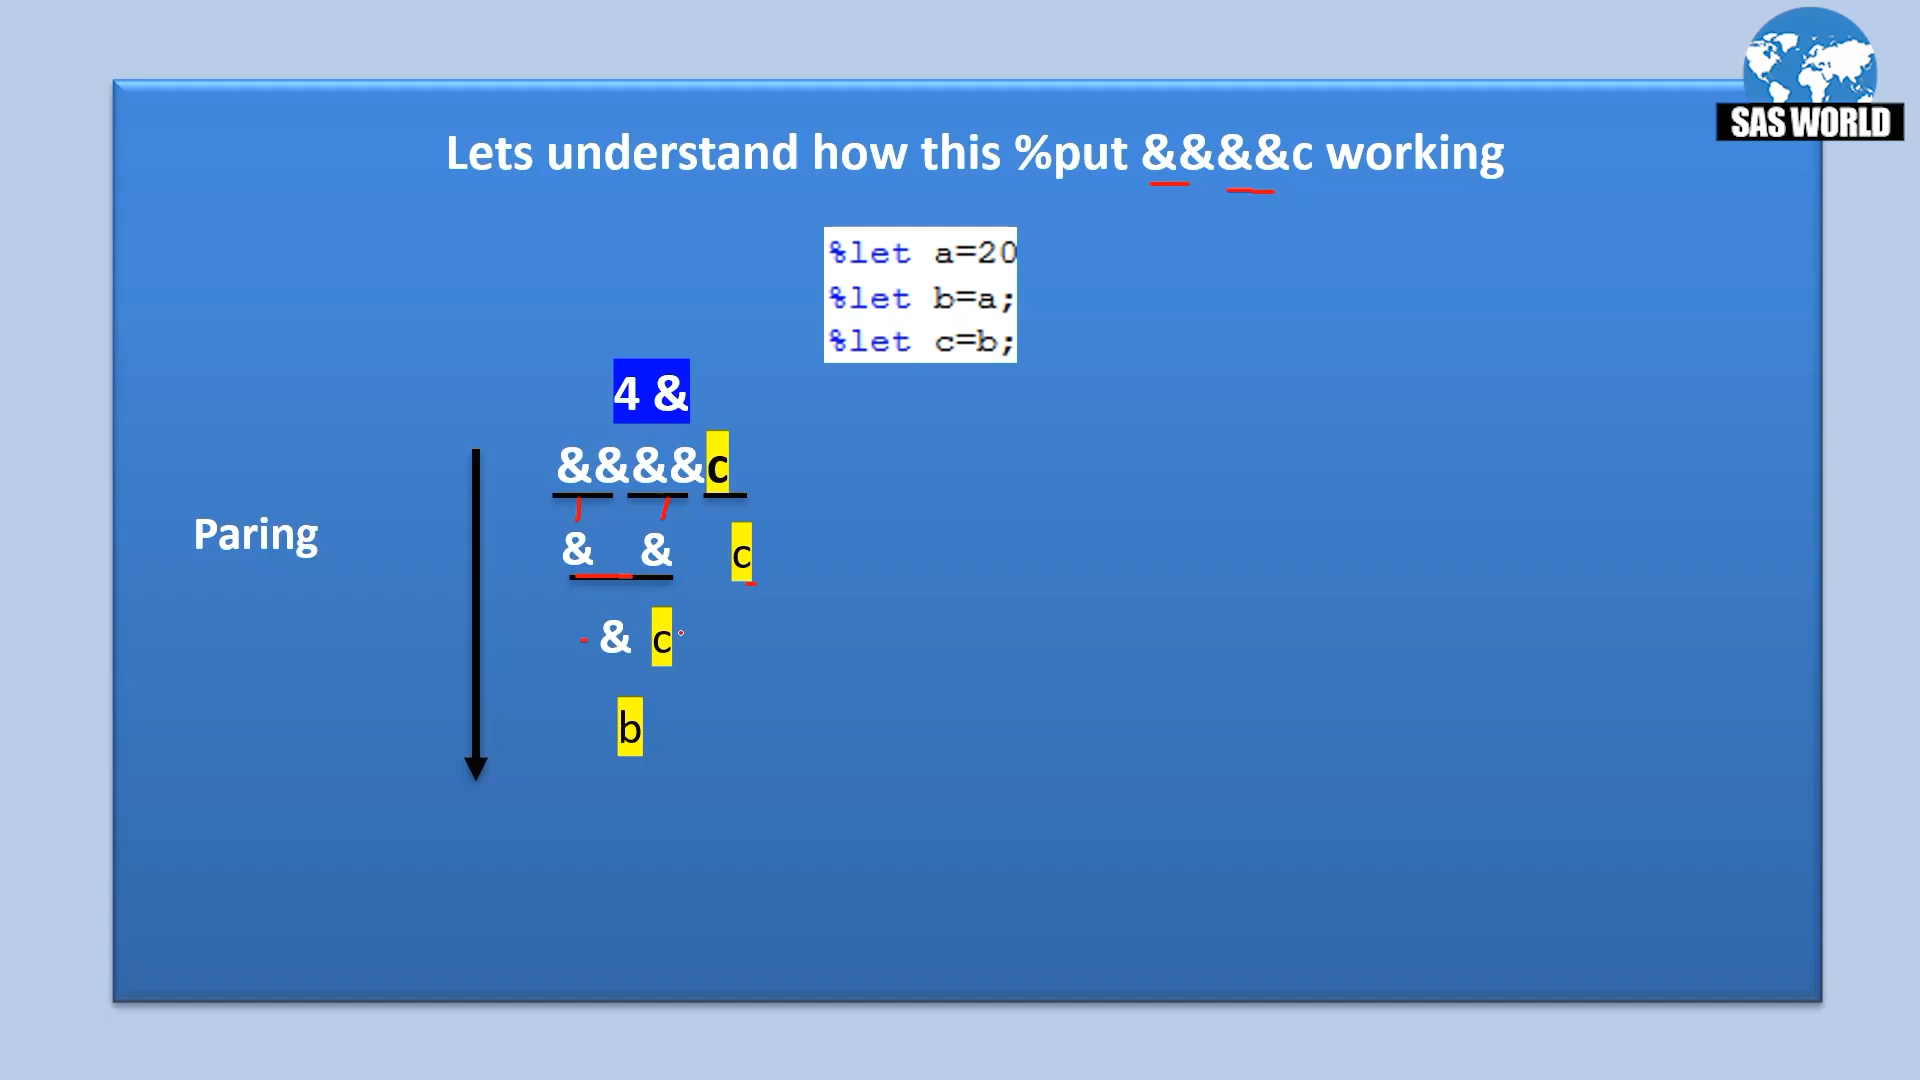 SAS WORLD
Lets understand how this %put &&&&c working
%let a=20
%let b=a;
%let c=b;
4 &
&&&&c
Paring
& & c
& c
b